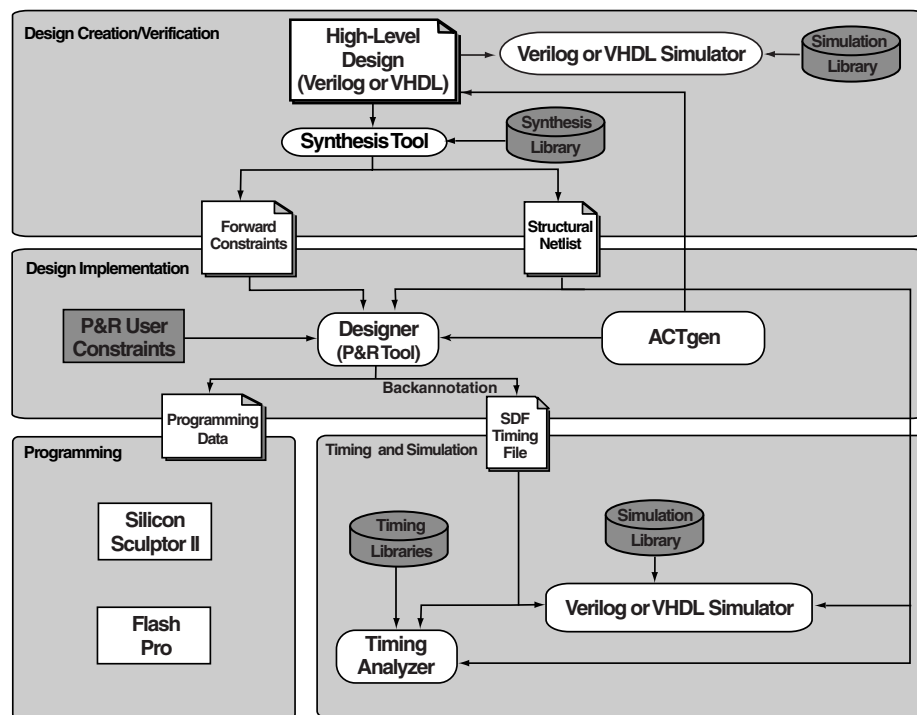 Design Creation/Verification
High-Level
Design
(Verilog or VHDL)
Verilog or VHDL Simulator
Simulation
Library
Synthesis Tool
Synthesis
Library
Forward
Constraints
Structural
Netlist
Design Implementation
P&R User
Constraints
Designer
(P&R Tool)
ACTgen
Backannotation
Programming
Data
SDF
Timing
File
Programming
Silicon
Sculptor II
Flash
Pro
Timing and Simulation
Timing
Libraries
Simulation
Library
Verilog or VHDL Simulator
Timing
Analyzer